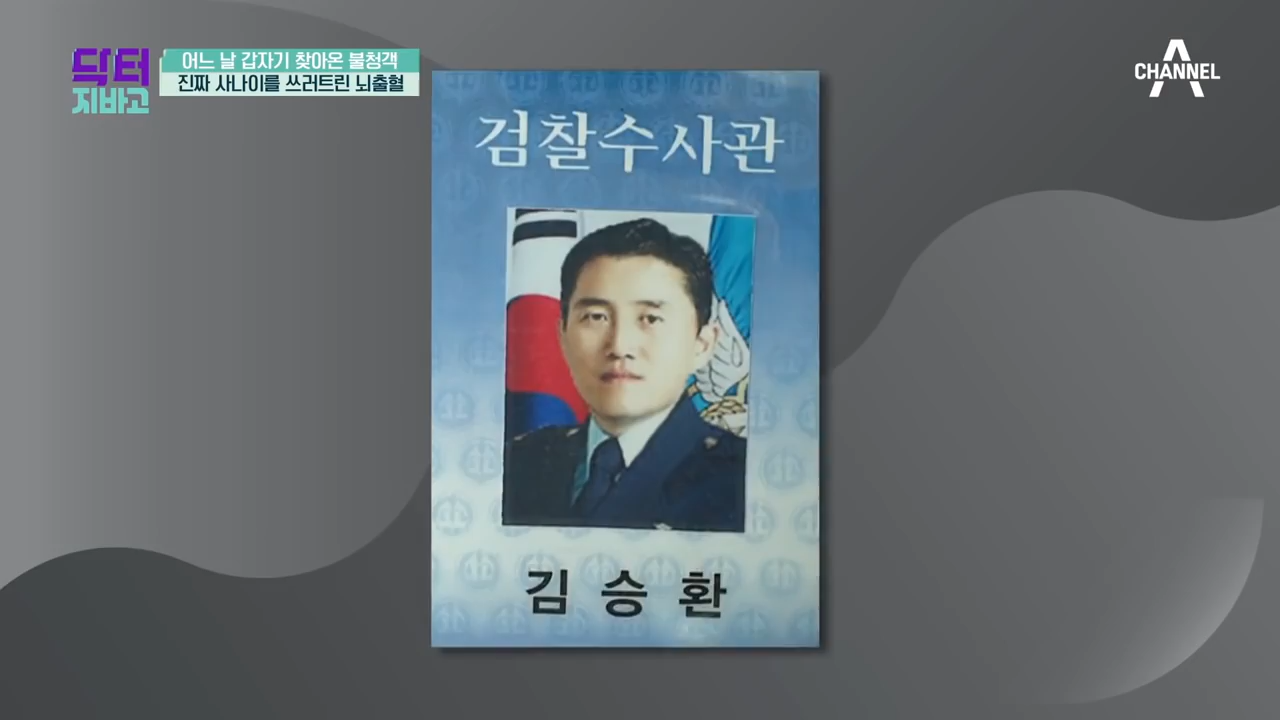 닥터
지바고
어느 날 갑자기 찾아온 불청객
진짜 사나이를 쓰러트린 뇌출혈
CHANNEL A
검찰수사관
김승환